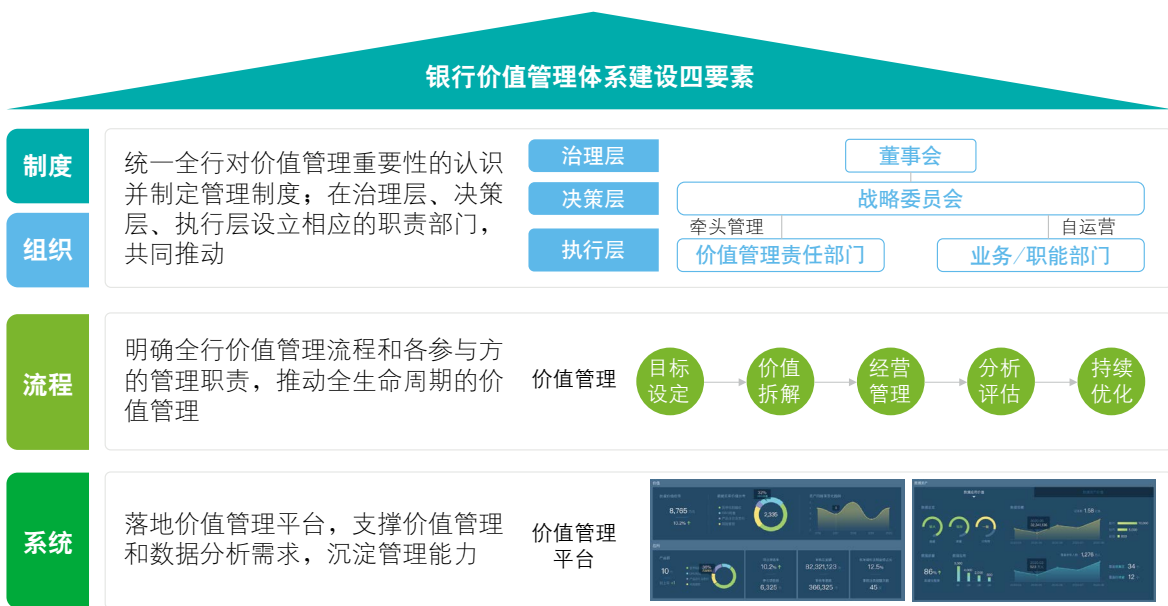 银行价值管理体系建设四要素
制度
组织
统一全行对价值管理重要性的认识
并制定管理制度；在治理层、决策
层、执行层设立相应的职责部门，
共同推动
治理层
董事会
决策层
战略委员会
牵头管理
自运营
执行层
价值管理责任部门
业务/职能部门
流程
明确全行价值管理流程和各参与方
的管理职责，推动全生命周期的价
值管理
价值管理
目标
设定
价值
拆解
经营
管理
分析
评估
持续
优化
系统
落地价值管理平台，支撑价值管理
和数据分析需求，沉淀管理能力
价值管理
平台
8,765
13.2%
52%
2,335
10
10.2%
82,321,123
12.5%
6,325
366,325
45
1.58
86%
1,276
34
12